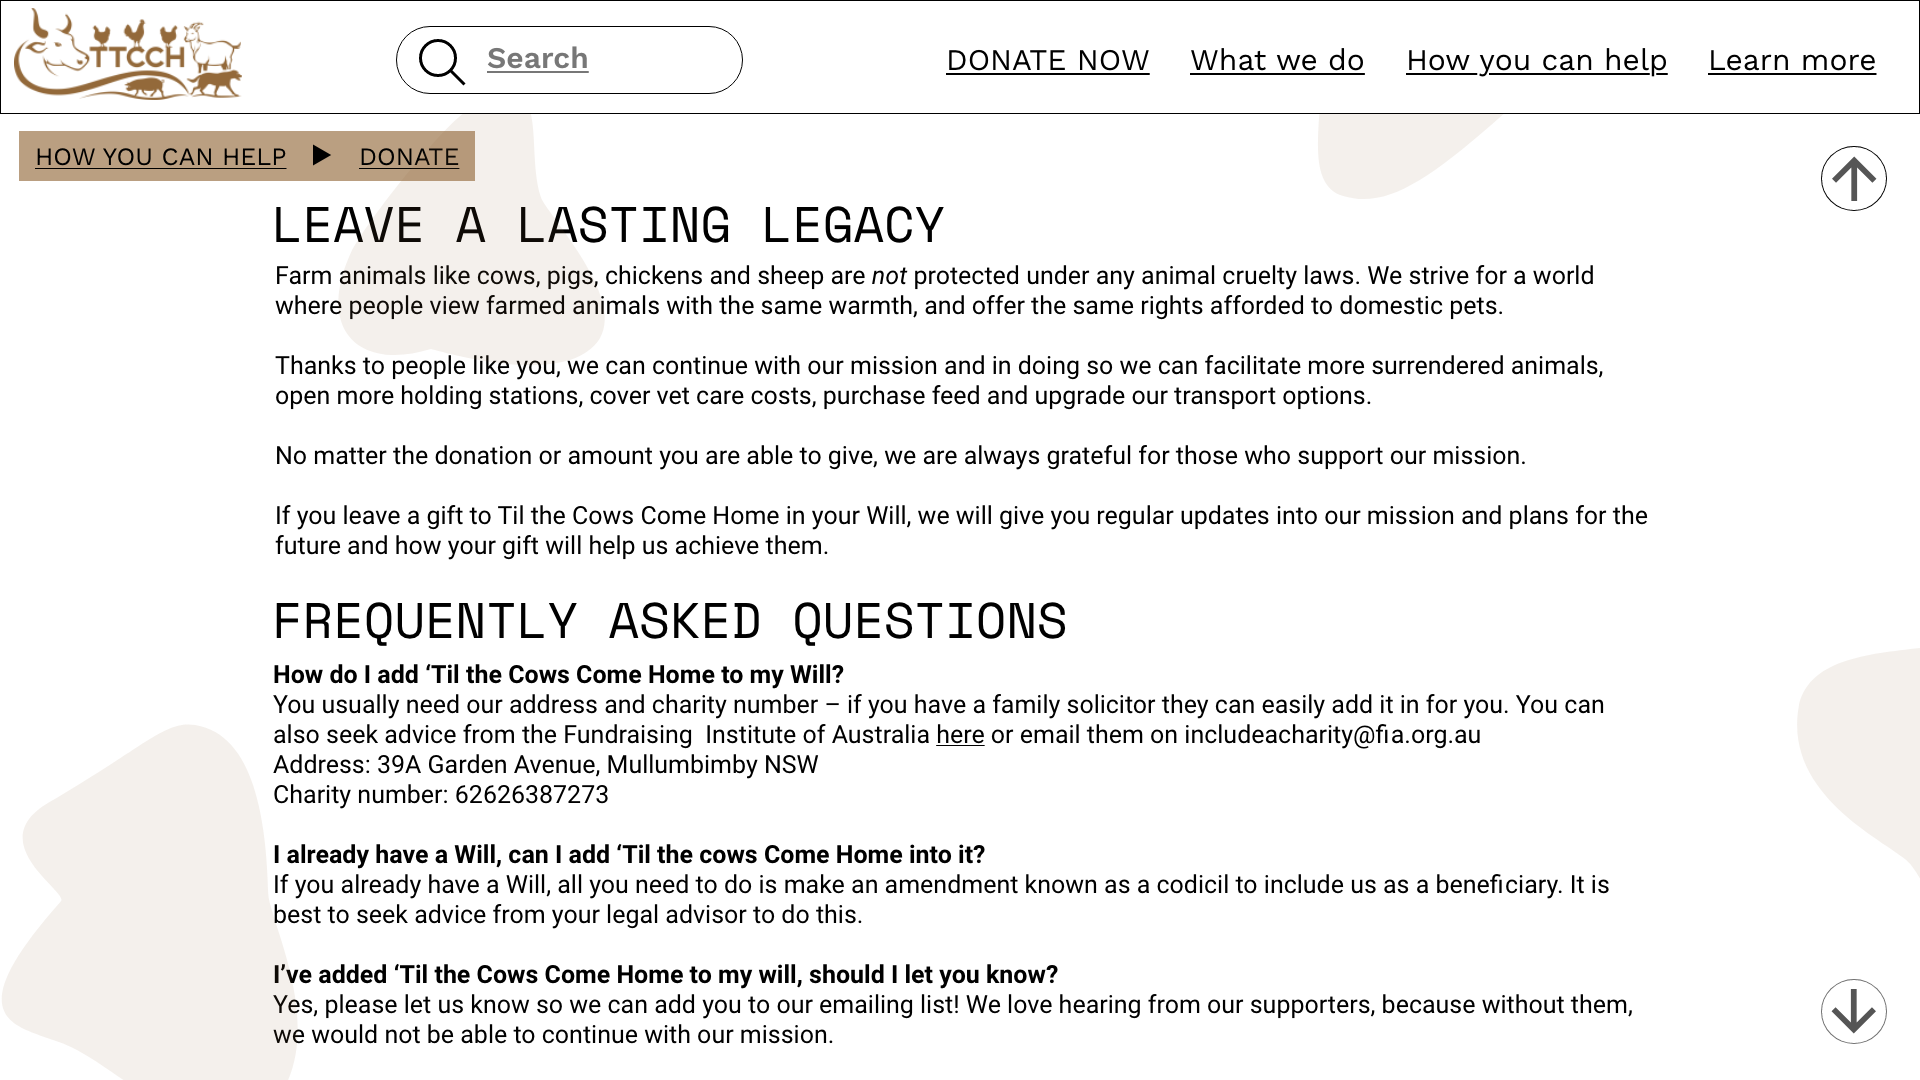 TTCCH
Search
DONATE NOW What we do How you can help Learn more
HOW YOU CAN HELP DONATE
LEAVE A LASTING LEGACY
Farm animals like cows, pigs, chickens and sheep are not protected under any animal cruelty laws. We strive for a world
where people view farmed animals with the same warmth, and offer the same rights afforded to domestic pets.
Thanks to people like you, we can continue with our mission and in doing so we can facilitate more surrendered animals,
open more holding stations, cover vet care costs, purchase feed and upgrade our transport options.
No matter the donation or amount you are able to give, we are always grateful for those who support our mission.
If you leave a gift to Til the Cows Come Home in your Will, we will give you regular updates into our mission and plans for the
future and how your gift will help us achieve them.
FREQUENTLY ASKED QUESTIONS
How do I add ‘Til the Cows Come Home to my Will?
You usually need our address and charity number – if you have a family solicitor they can easily add it in for you. You can
also seek advice from the Fundraising  Institute of Australia here or email them on includeacharity@fia.org.au
Address: 39A Garden Avenue, Mullumbimby NSW
Charity number: 62626387273
I already have a Will, can I add ‘Til the cows Come Home into it?
If you already have a Will, all you need to do is make an amendment known as a codicil to include us as a beneficiary. It is
best to seek advice from your legal advisor to do this.
I’ve added ‘Til the Cows Come Home to my will, should I let you know?
Yes, please let us know so we can add you to our emailing list! We love hearing from our supporters, because without them,
we would not be able to continue with our mission.